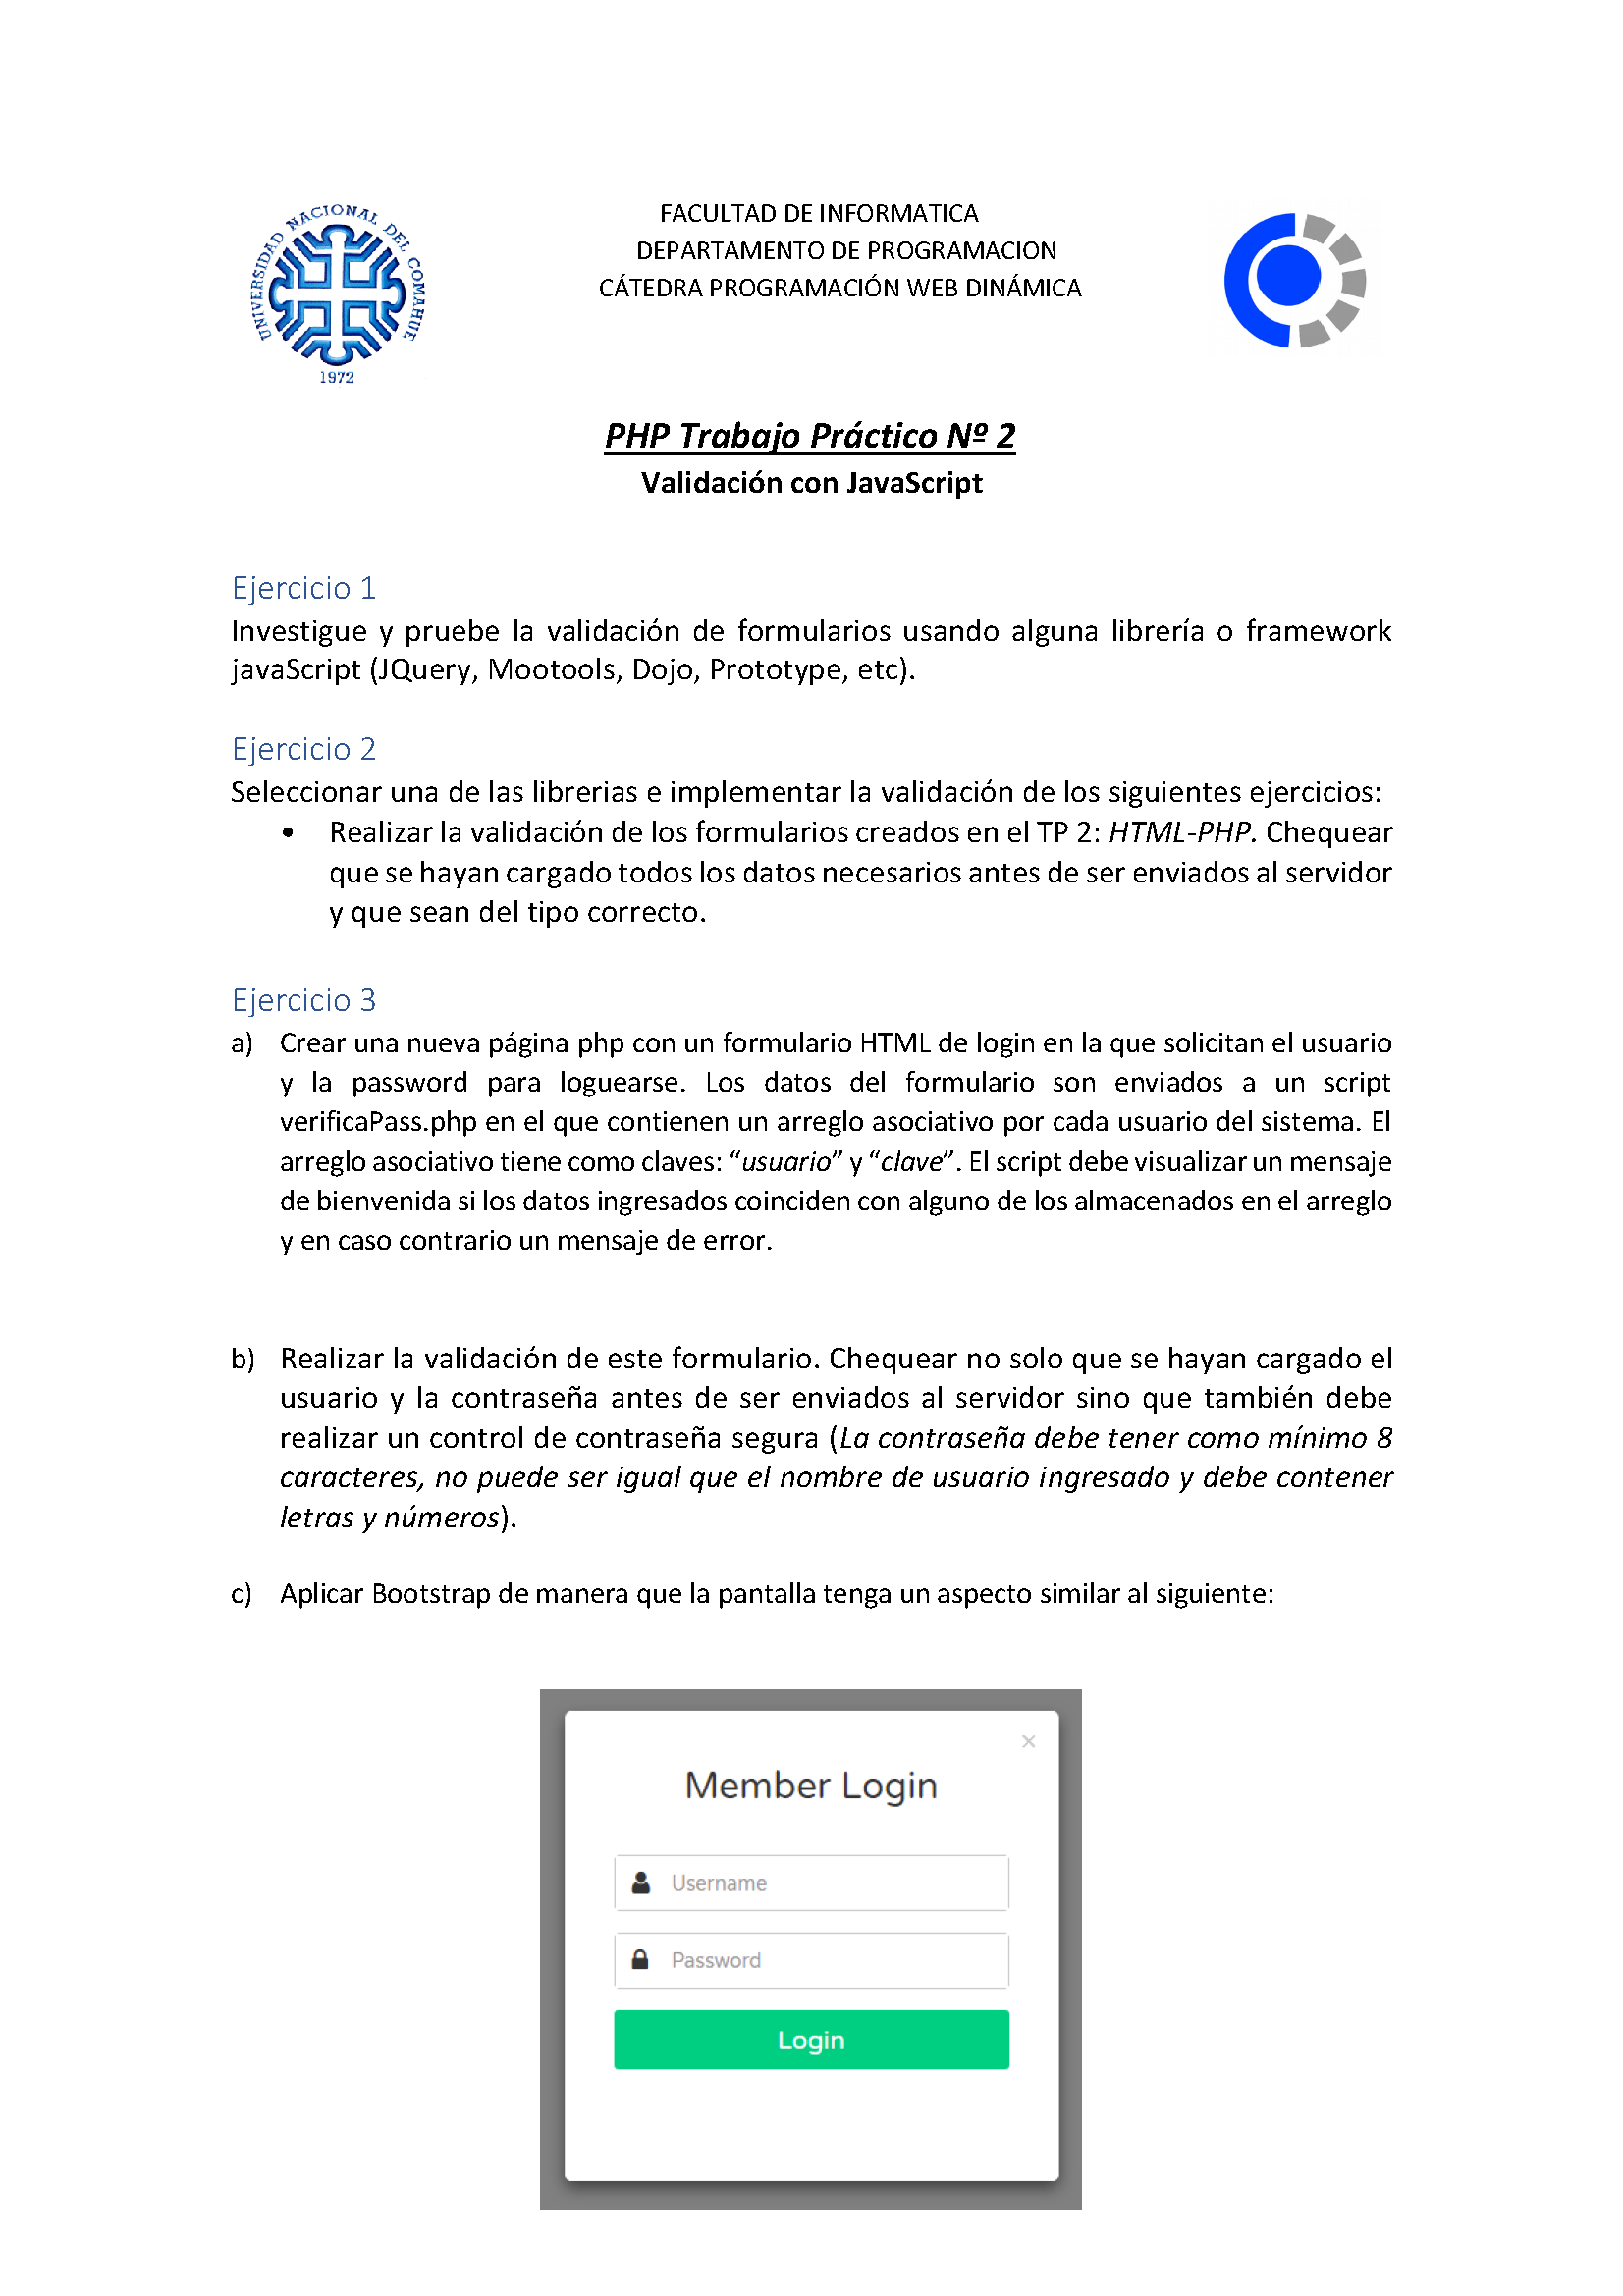 UNIVERSIDAD NACIONAL DEL COMAHUE
1972
FACULTAD DE INFORMATICA
DEPARTAMENTO DE PROGRAMACION
CÁTEDRA PROGRAMACIÓN WEB DINÁMICA
PHP Trabajo Práctico Nº 2
Validación con JavaScript
Ejercicio 1
Investigue y pruebe la validación de formularios usando alguna librería o framework
javaScript (JQuery, Mootools, Dojo, Prototype, etc).
Ejercicio 2
Seleccionar una de las librerias e implementar la validación de los siguientes ejercicios:
• Realizar la validación de los formularios creados en el TP 2: HTML-PHP. Chequear
que se hayan cargado todos los datos necesarios antes de ser enviados al servidor
y que sean del tipo correcto.
Ejercicio 3
a) Crear una nueva página php con un formulario HTML de login en la que solicitan el usuario
y la password para loguearse. Los datos del formulario son enviados a un script
verificaPass.php en el que contienen un arreglo asociativo por cada usuario del sistema. El
arreglo asociativo tiene como claves: “usuario” y “clave”. El script debe visualizar un mensaje
de bienvenida si los datos ingresados coinciden con alguno de los almacenados en el arreglo
y en caso contrario un mensaje de error.
b) Realizar la validación de este formulario. Chequear no solo que se hayan cargado el
usuario y la contraseña antes de ser enviados al servidor sino que también debe
realizar un control de contraseña segura (La contraseña debe tener como mínimo 8
caracteres, no puede ser igual que el nombre de usuario ingresado y debe contener
letras y números).
c) Aplicar Bootstrap de manera que la pantalla tenga un aspecto similar al siguiente:
×
Member Login
Username
Password
Login